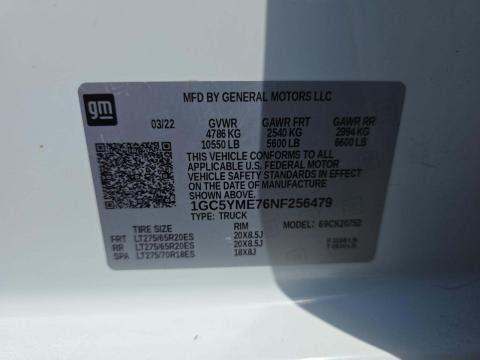 gm
MFD BY GENERAL MOTORS LLC
03/22 GVWR GAWR FRT GAWR RR
4786 KG 2540 KG 2994 KG
10550 LB 5600 LB 6600 LB
THIS VEHICLE CONFORMS TO ALL
APPLICABLE U.S. FEDERAL MOTOR
VEHICLE SAFETY STANDARDS IN
EFFECT ON THE DATE OF
MANUFACTURE SHOWN ABOVE.
1GC5YME76NF256479
TYPE: TRUCK MODEL:
TIRE SIZE RIM
FRT LT275/65R20ES 20X8.5J
RR LT275/65R20ES 20X8.5J
SPA LT275/70R18ES 18X8J